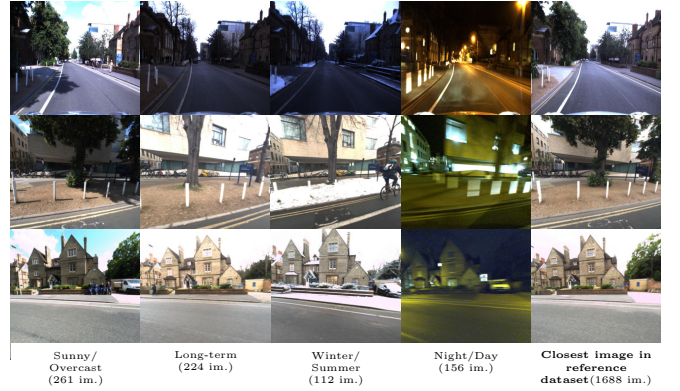 Sunny/
Overcast
(261 im.)
Long-term
(224 im.)
Winter/
Summer
(112 im.)
Night/Day
(156 im.)
Closest image in
reference
dataset(1688 im.)